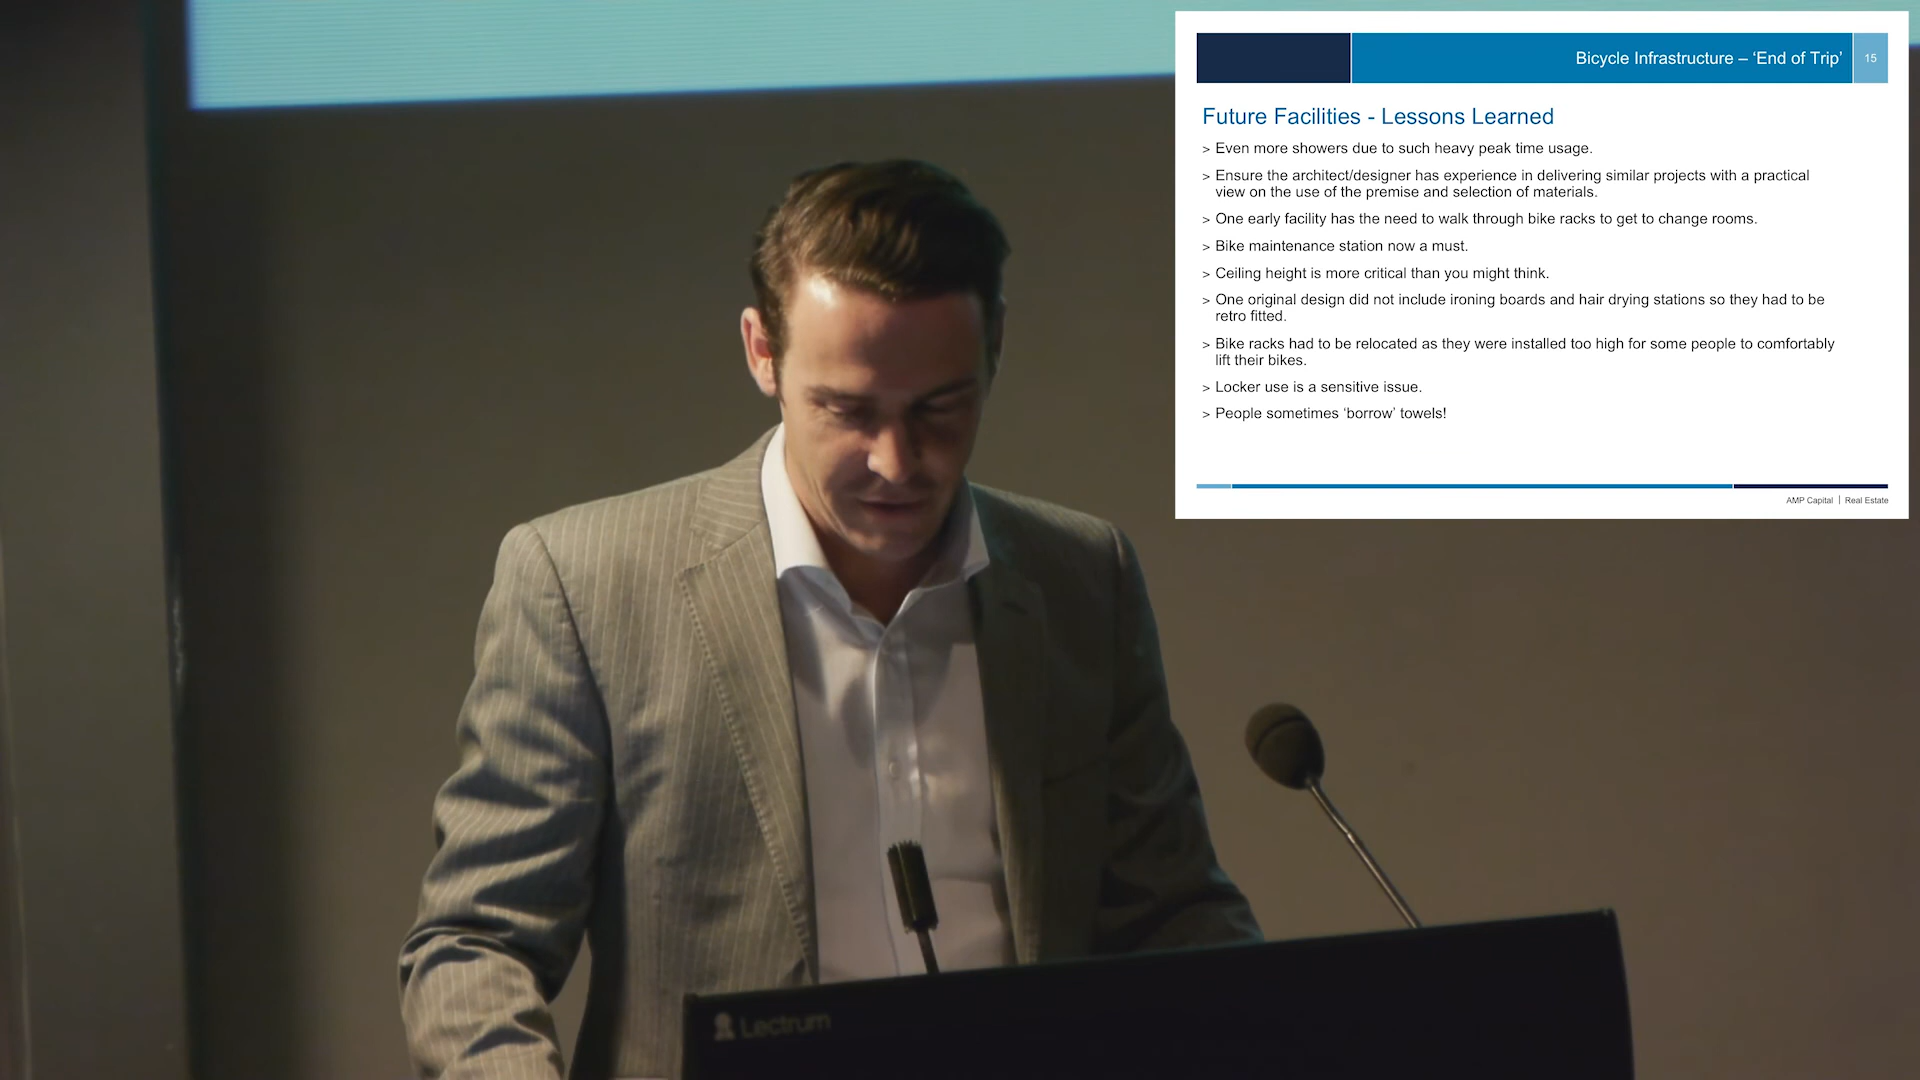 Bicycle Infrastructure – ‘End of Trip’ 15
Future Facilities - Lessons Learned
> Even more showers due to such heavy peak time usage.
> Ensure the architect/designer has experience in delivering similar projects with a practical
view on the use of the premise and selection of materials.
> One early facility has the need to walk through bike racks to get to change rooms.
> Bike maintenance station now a must.
> Ceiling height is more critical than you might think.
> One original design did not include ironing boards and hair drying stations so they had to be
retro fitted.
> Bike racks had to be relocated as they were installed too high for some people to comfortably
lift their bikes.
> Locker use is a sensitive issue.
> People sometimes ‘borrow’ towels!
AMP Capital | Real Estate
Lectrum